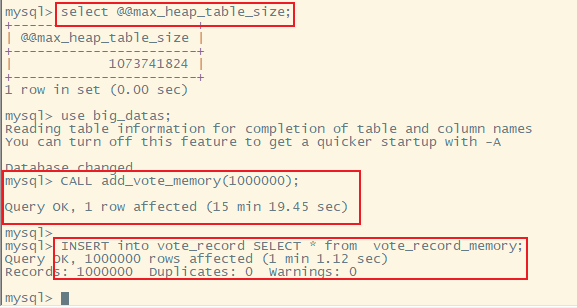 mysql> select @@max_heap_table_size;
+-----------------------+
| @@max_heap_table_size |
+-----------------------+
|            1073741824 |
+-----------------------+
1 row in set (0.00 sec)
mysql> use big_datas;
Reading table information for completion of table and column names
You can turn off this feature to get a quicker startup with -A
Database changed
mysql> CALL add_vote_memory(1000000);
Query OK, 1 row affected (15 min 19.45 sec)
mysql>
mysql> INSERT into vote_record SELECT * from  vote_record_memory;
Query OK, 1000000 rows affected (1 min 1.12 sec)
Records: 1000000  Duplicates: 0  Warnings: 0
mysql>